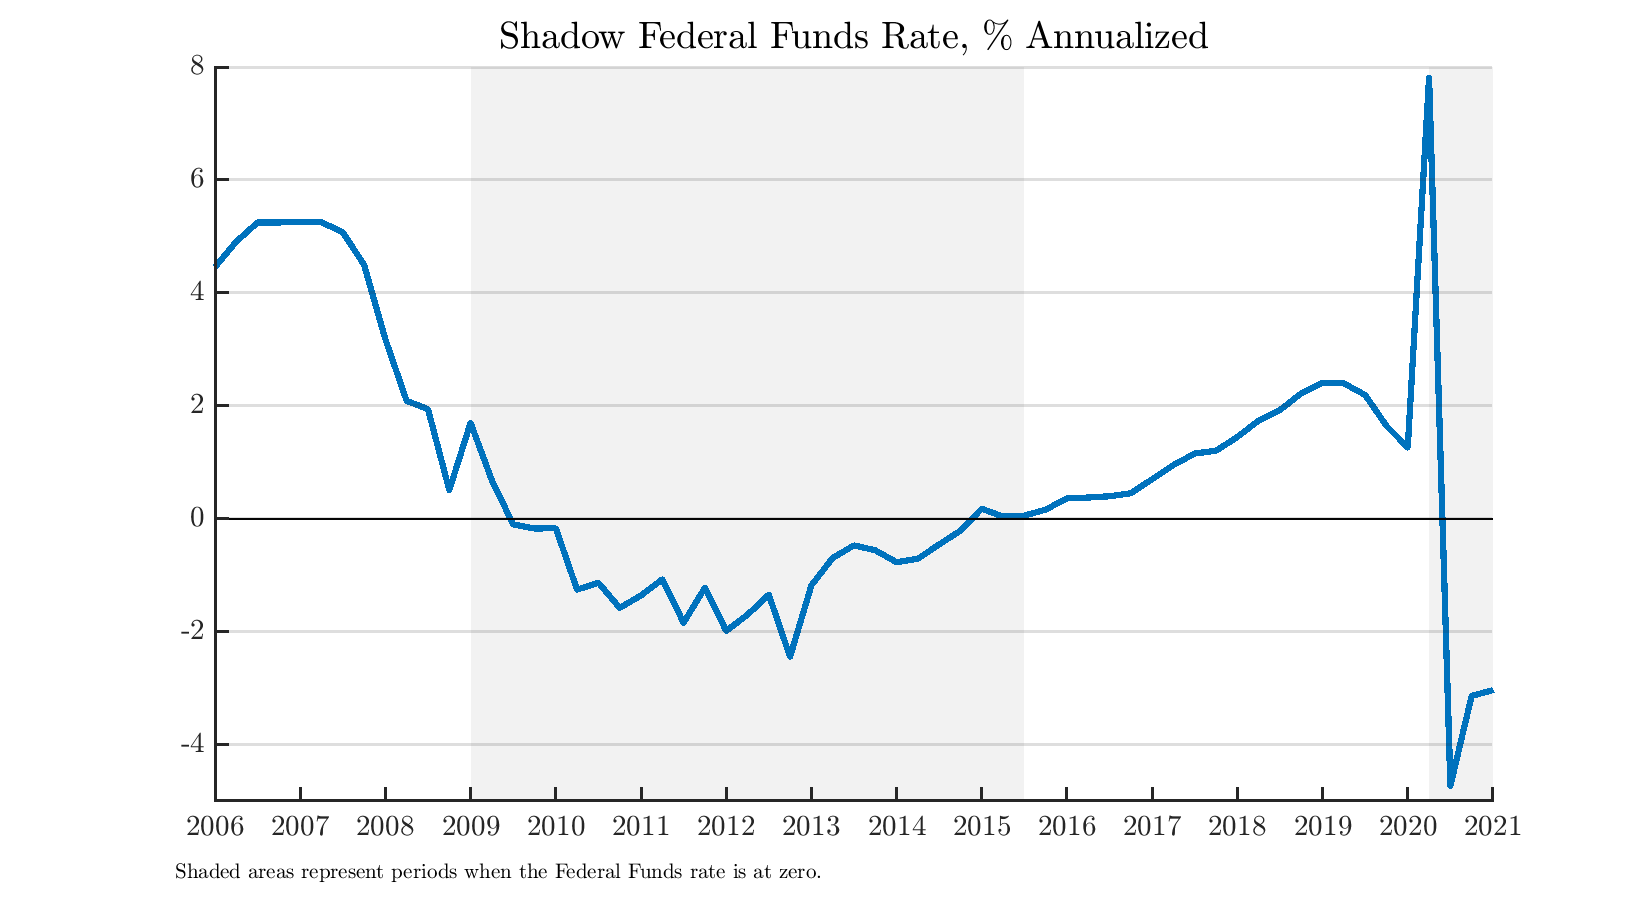 Shadow Federal Funds Rate, % Annualized
8
6
4
2
0
-2
-4
2006 2007 2008 2009 2010 2011 2012 2013 2014 2015 2016 2017 2018 2019 2020 2021
Shaded areas represent periods when the Federal Funds rate is at zero.